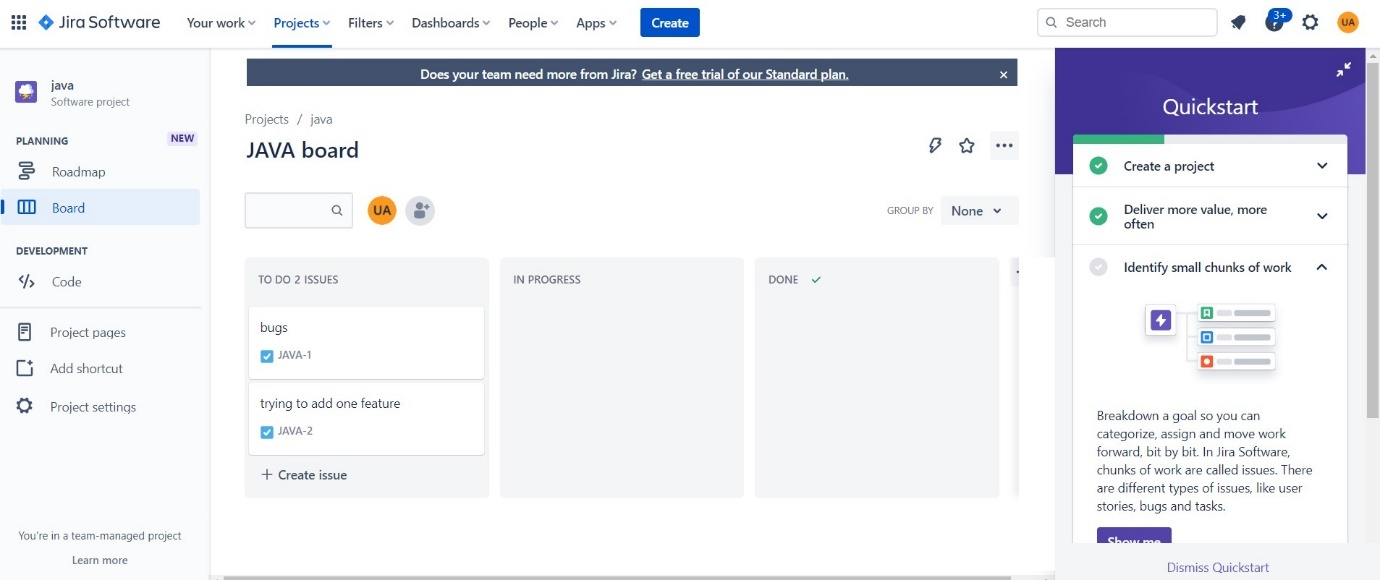 Jira Software
Your work
Projects
Filters
Dashboards
People
Apps
Create
Search
3+
UA
java
Software project
PLANNING
NEW
Roadmap
Board
DEVELOPMENT
Code
Project pages
Add shortcut
Project settings
You're in a team-managed project
Learn more
Does your team need more from Jira? Get a free trial of our Standard plan.
Projects / java
JAVA board
UA
GROUP BY
None
TO DO 2 ISSUES
bugs
JAVA-1
trying to add one feature
JAVA-2
+ Create issue
IN PROGRESS
DONE
Quickstart
Create a project
Deliver more value, more
often
Identify small chunks of work
Breakdown a goal so you can
categorize, assign and move work
forward, bit by bit. In Jira Software,
chunks of work are called issues. There
are different types of issues, like user
stories, bugs and tasks.
Show me
Dismiss Quickstart